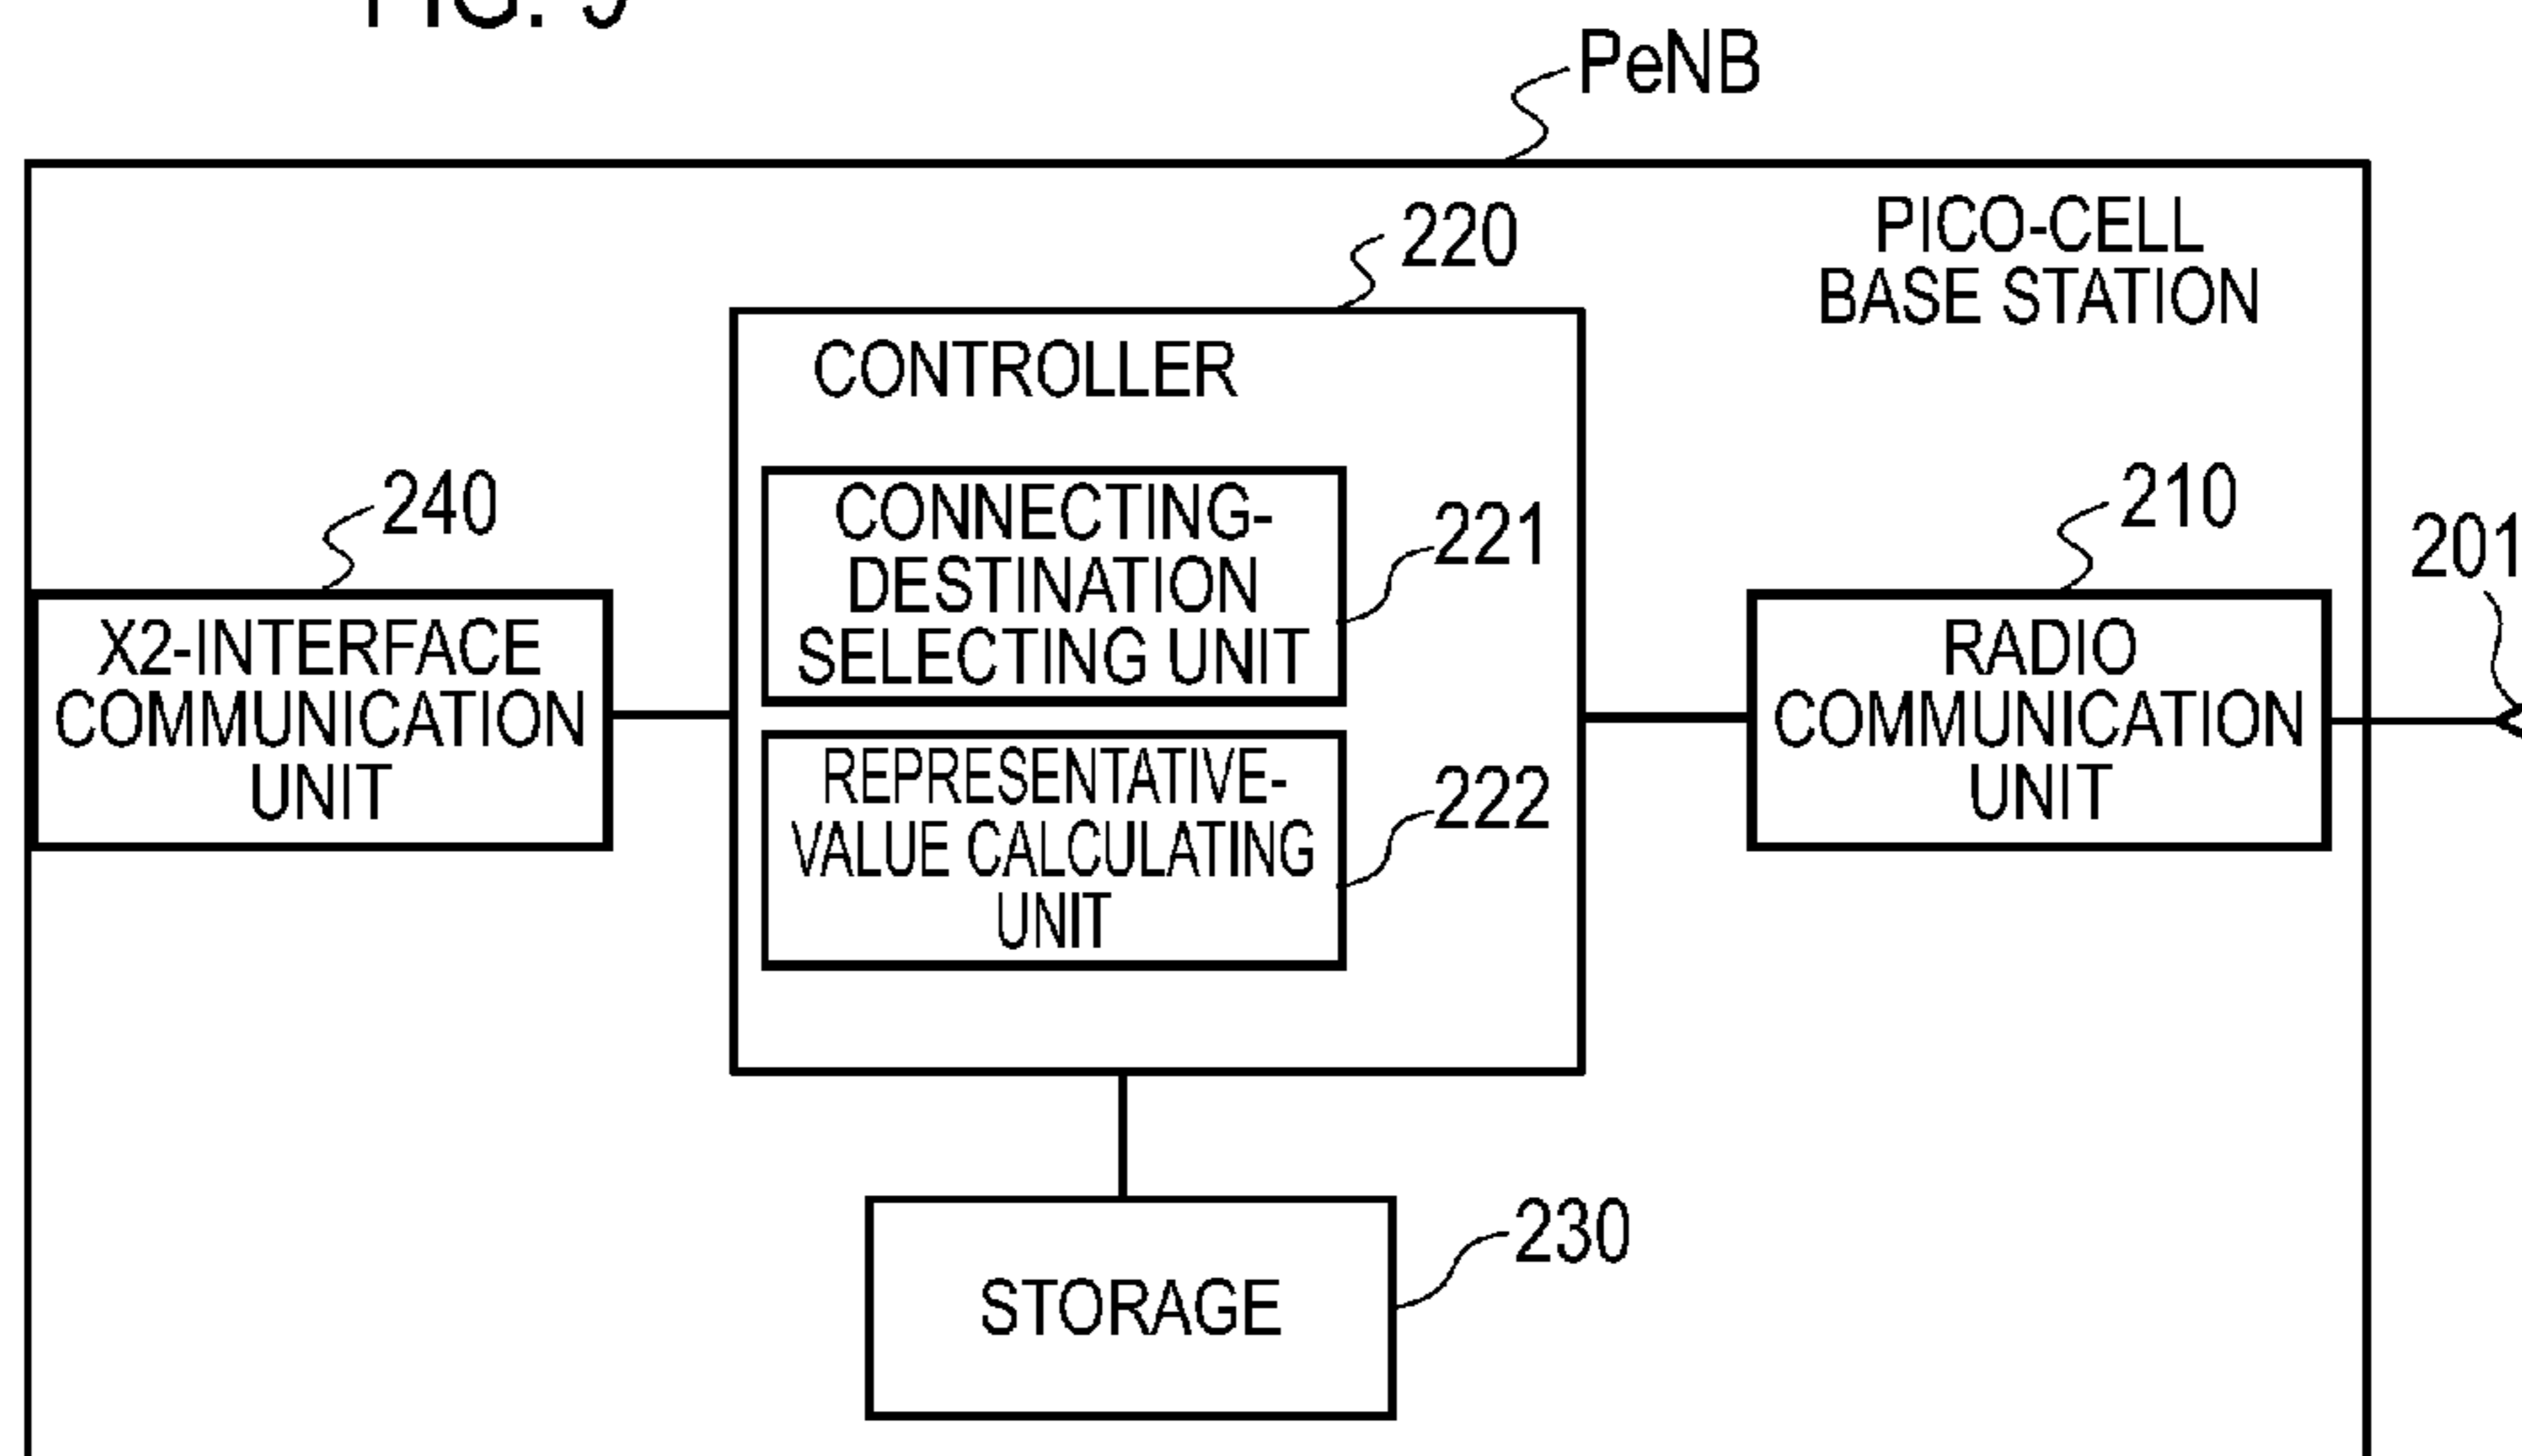 PeNB
PICO-CELL
BASE STATION
220
CONTROLLER
240
CONNECTING-
DESTINATION
SELECTING UNIT
221
210
201
X2-INTERFACE
COMMUNICATION
UNIT
REPRESENTATIVE-
VALUE CALCULATING
UNIT
222
RADIO
COMMUNICATION
UNIT
STORAGE
230